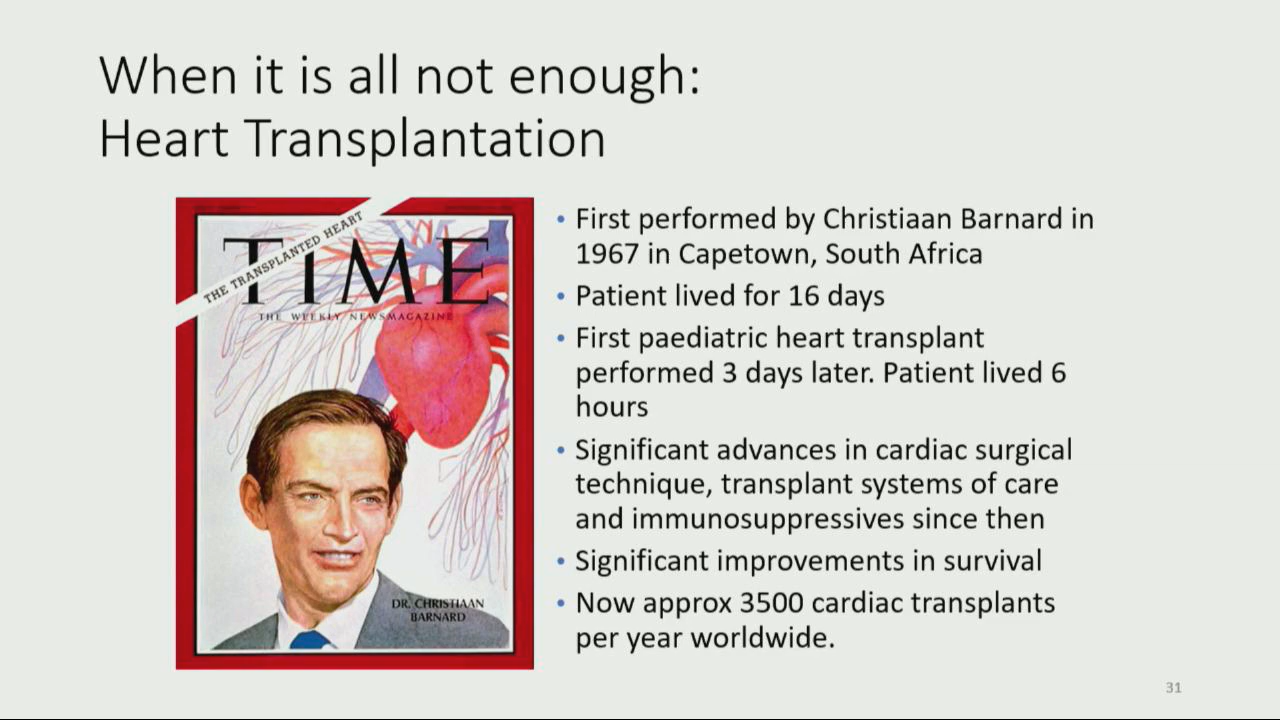 When it is all not enough:
Heart Transplantation
THE TRANSPLANTED HEART
TIME
THE WEEKLY NEWSMAGAZINE
DR. CHRISTIAAN
BARNARD
• First performed by Christiaan Barnard in
1967 in Capetown, South Africa
• Patient lived for 16 days
• First paediatric heart transplant
performed 3 days later. Patient lived 6
hours
• Significant advances in cardiac surgical
technique, transplant systems of care
and immunosuppressives since then
• Significant improvements in survival
• Now approx 3500 cardiac transplants
per year worldwide.
31